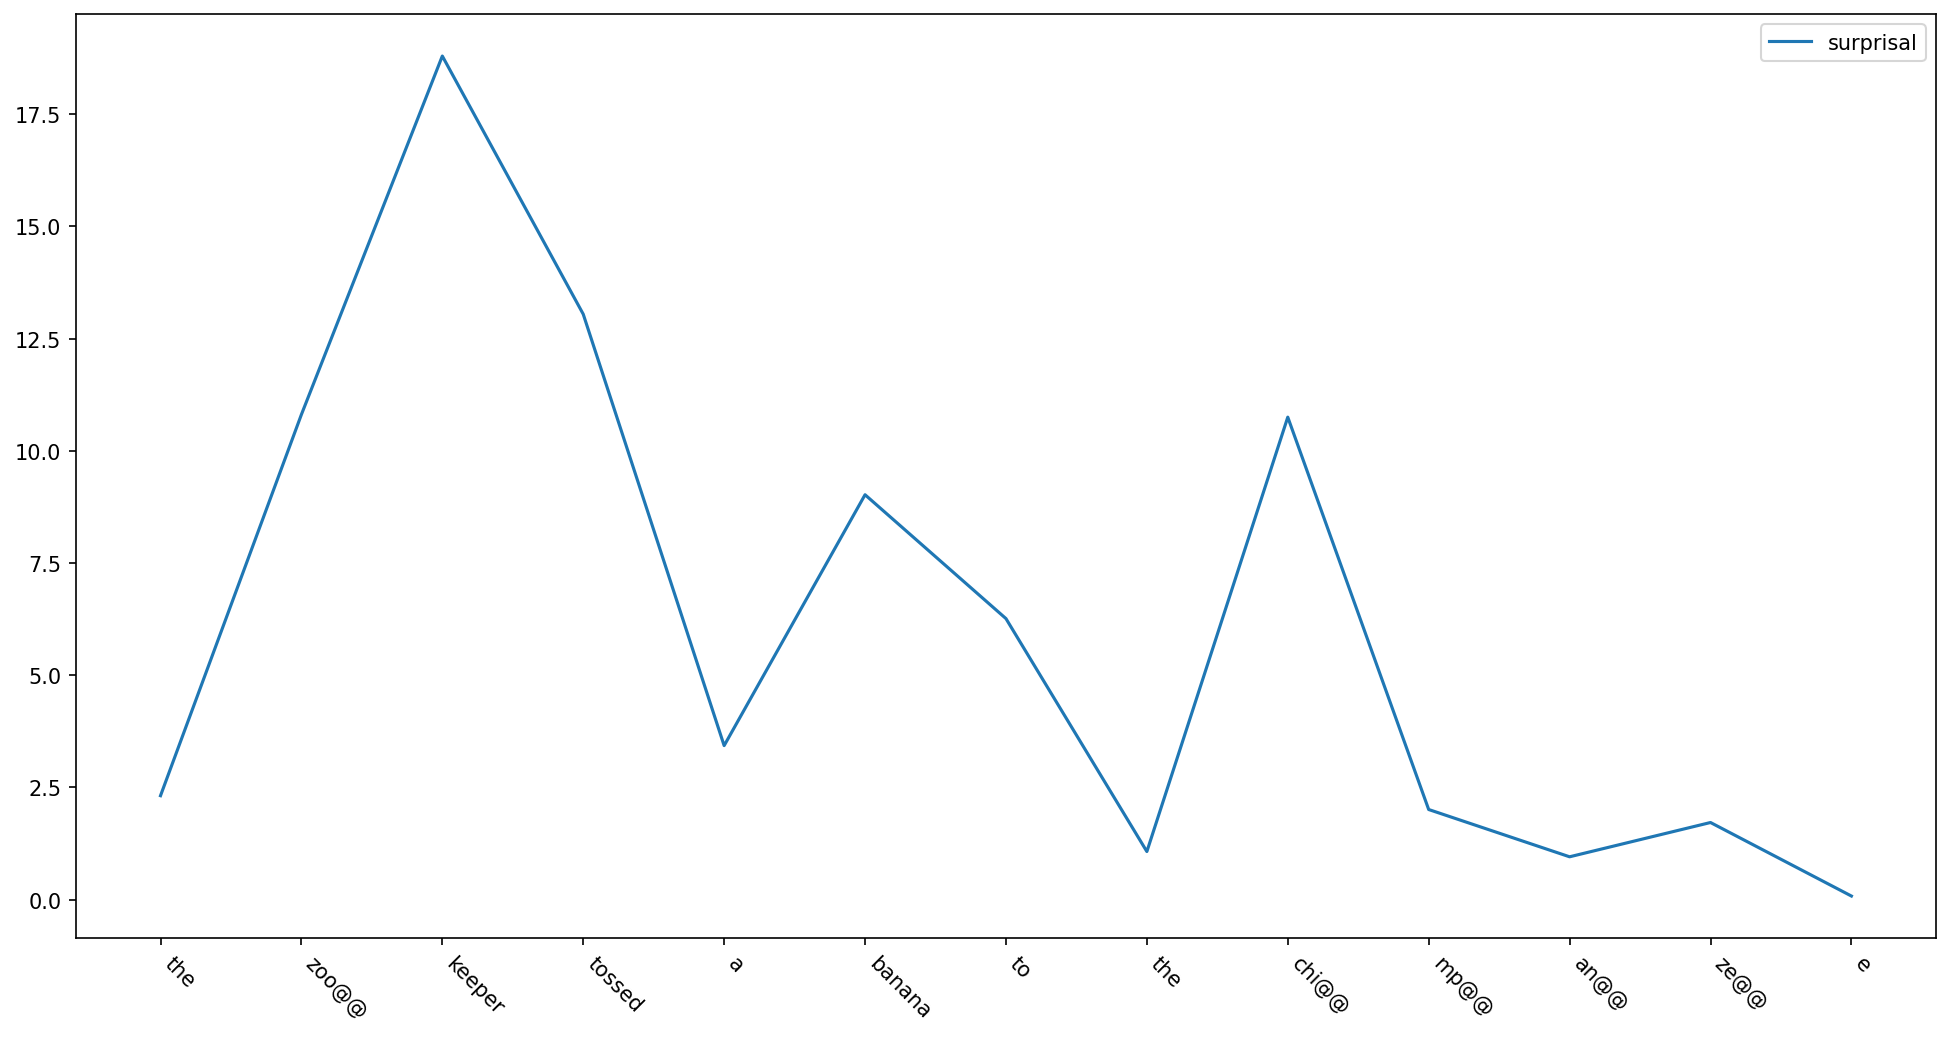 surprisal
17.5
15.0
12.5
10.0
7.5
5.0
2.5
0.0
the
zoo@@
keeper
tossed
a
banana
to
the
chi@@
mp@@
an@@
ze@@
e